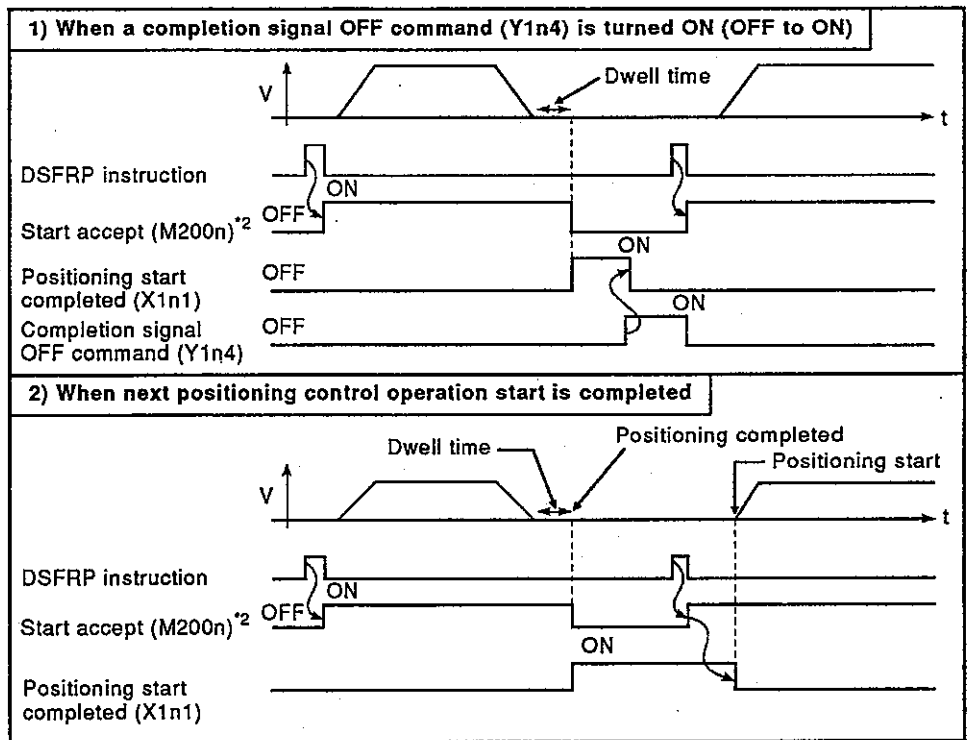 1) When a completion signal OFF command (Y1n4) is turned ON (OFF to ON)
Dwell time
V
t
DSFRP instruction
ON
OFF
Start accept (M200n)*2
ON
OFF
Positioning start
completed (X1n1)
ON
OFF
Completion signal
OFF command (Y1n4)
2) When next positioning control operation start is completed
Dwell time
Positioning completed
Positioning start
V
t
DSFRP instruction
ON
OFF
Start accept (M200n)*2
ON
Positioning start
completed (X1n1)